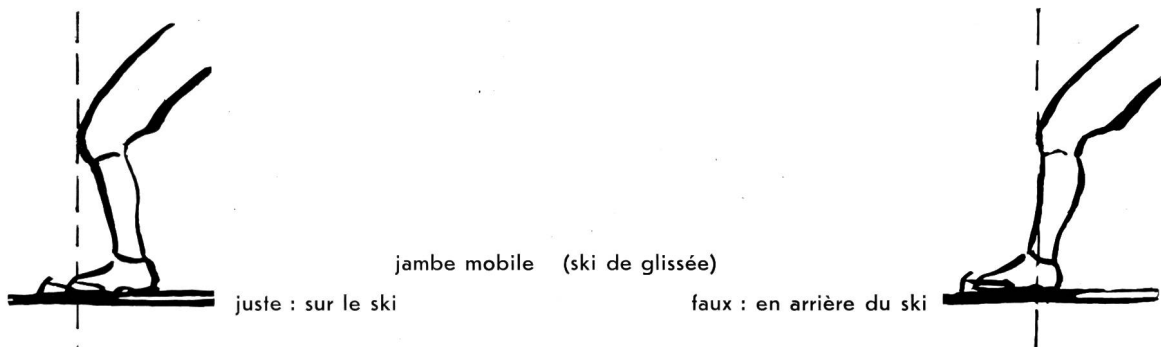 jambe mobile (ski de glissée)
juste : sur le ski
faux : en arrière du ski